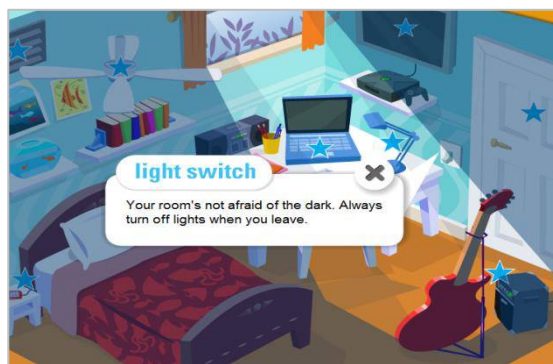 light switch
Your room's not afraid of the dark. Always
turn off lights when you leave.